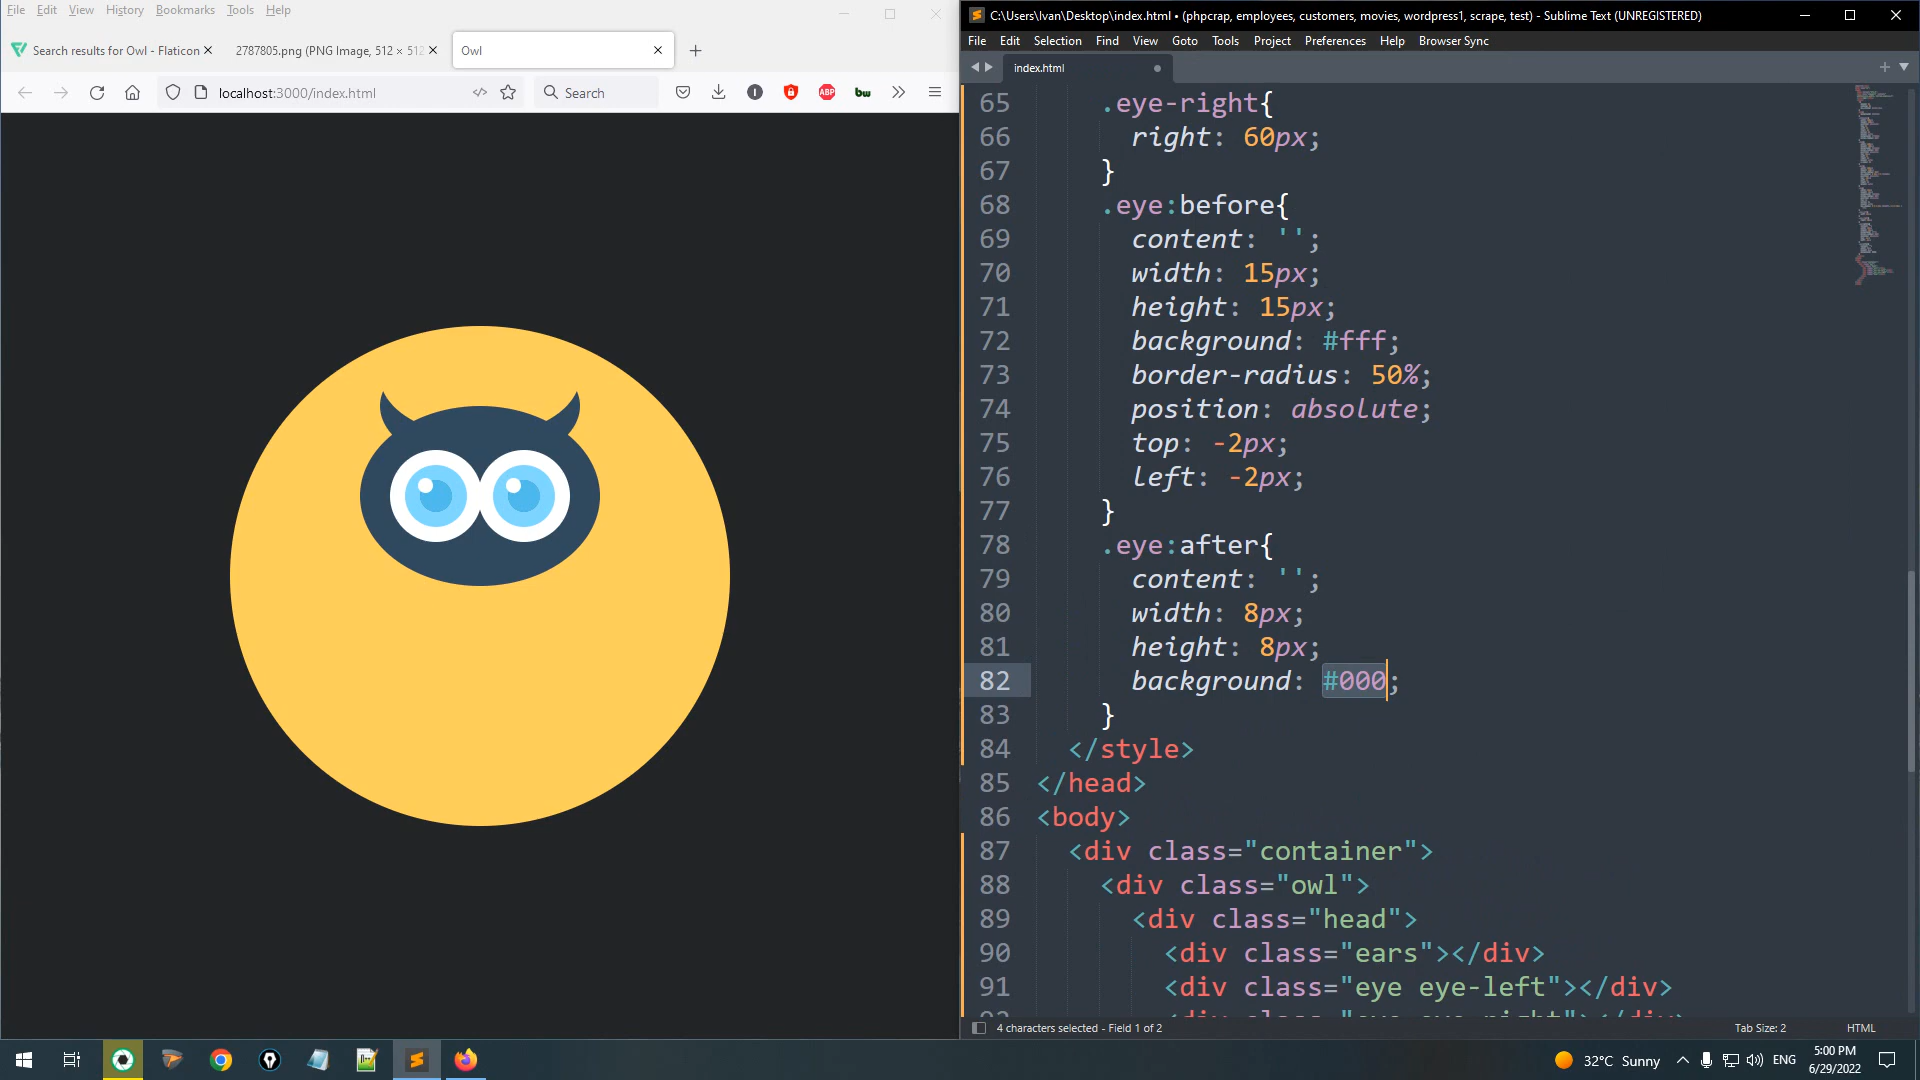 File Edit View History Bookmarks Tools Help
Search results for Owl - Flaticon
2787805.png (PNG Image, 512 × 512
Owl
localhost:3000/index.html
Search
ABP
bw
C:\Users\Ivan\Desktop\index.html • (phpcrap, employees, customers, movies, wordpress1, scrape, test) - Sublime Text (UNREGISTERED)
File Edit Selection Find View Goto Tools Project Preferences Help Browser Sync
index.html
65 .eye-right{
66 right: 60px;
67 }
68 .eye:before{
69 content: '';
70 width: 15px;
71 height: 15px;
72 background: #fff;
73 border-radius: 50%;
74 position: absolute;
75 top: -2px;
76 left: -2px;
77 }
78 .eye:after{
79 content: '';
80 width: 8px;
81 height: 8px;
82 background: #000;
83 }
84 </style>
85 </head>
86 <body>
87 <div class="container">
88 <div class="owl">
89 <div class="head">
90 <div class="ears"></div>
91 <div class="eye eye-left"></div>
4 characters selected - Field 1 of 2
Tab Size: 2
HTML
32°C Sunny
ENG
5:00 PM
6/29/2022